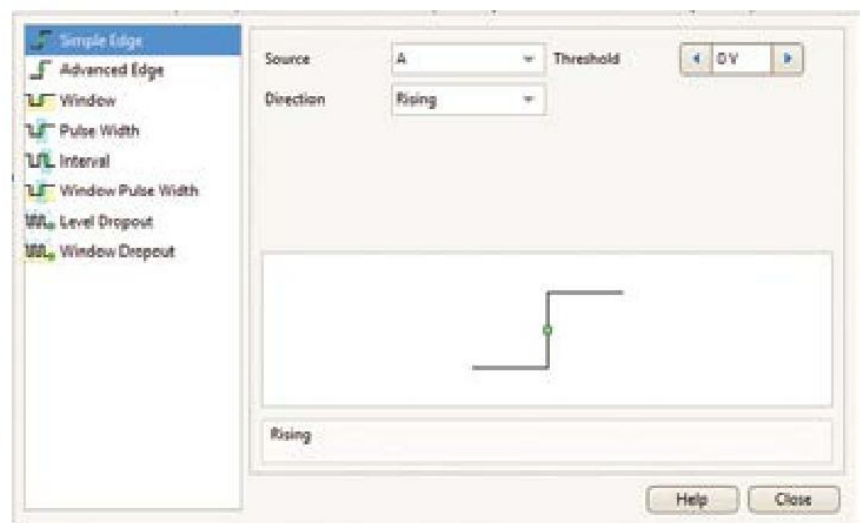 Simple Edge
Advanced Edge
Window
Pulse Width
Interval
Window Pulse Width
Level Dropout
Window Dropout
Source A Threshold 0 V
Direction Rising
Rising
Help Close